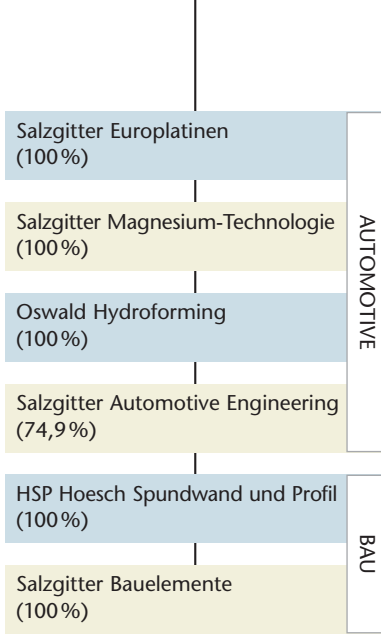 Salzgitter Europlatinen
(100 %)
Salzgitter Magnesium-Technologie
(100 %)
Oswald Hydroforming
(100 %)
Salzgitter Automotive Engineering
(74,9 %)
AUTOMOTIVE
HSP Hoesch Spundwand und Profil
(100 %)
Salzgitter Bauelemente
(100 %)
BAU